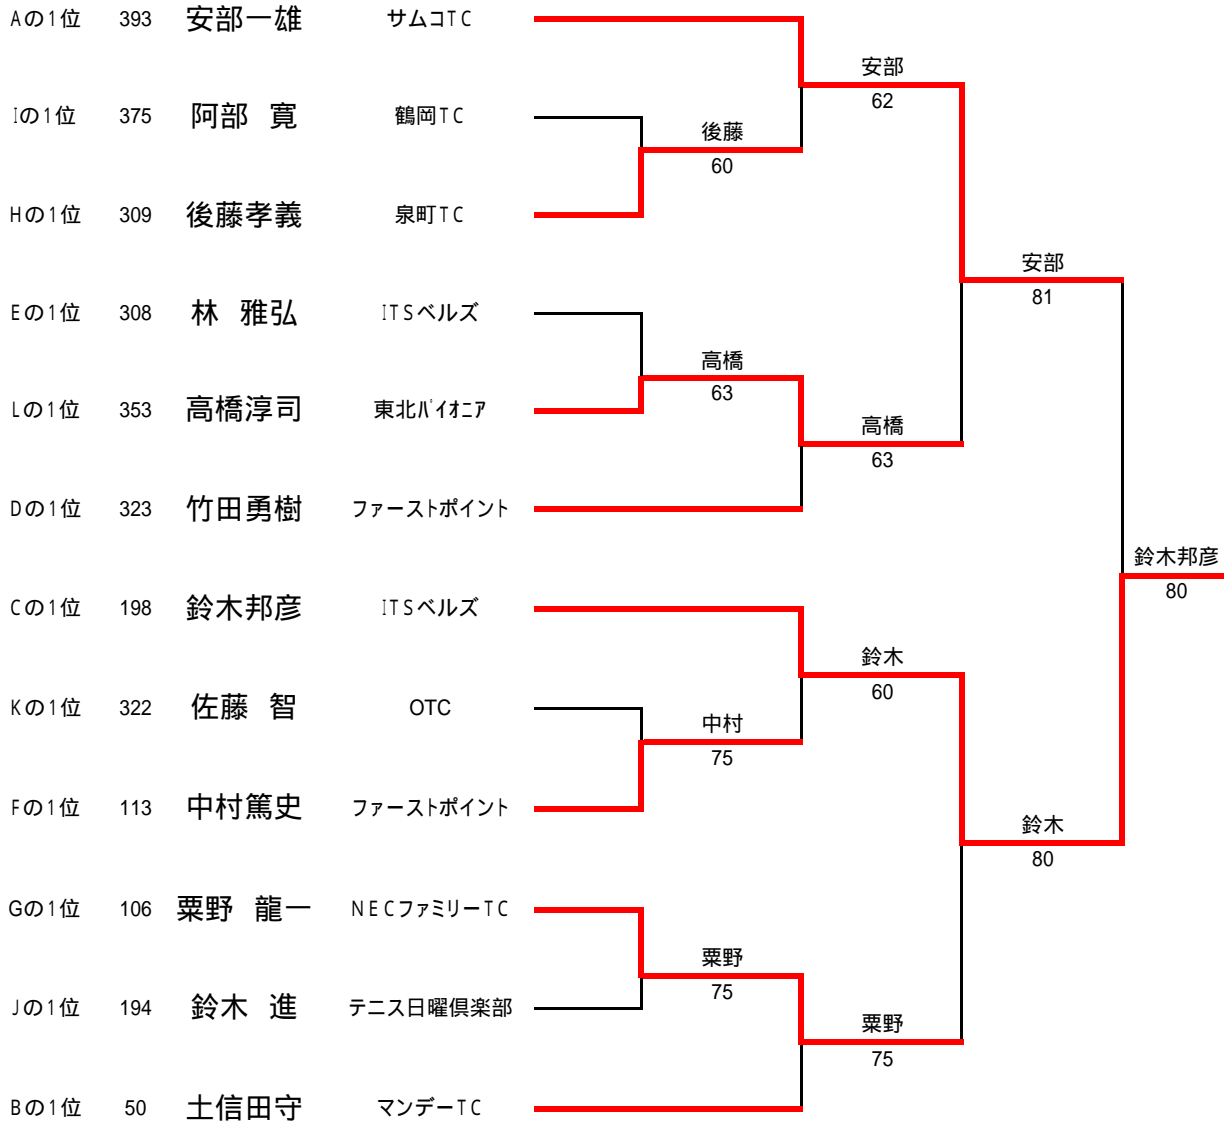 Aの1位 393 安部一雄 サムコTC
安部
62
Iの1位 375 阿部 寛 鶴岡TC
後藤
60
Hの1位 309 後藤孝義 泉町TC
安部
81
Eの1位 308 林 雅弘 ITSベルズ
高橋
63
Lの1位 353 高橋淳司 東北パイオニア
高橋
63
Dの1位 323 竹田勇樹 ファーストポイント
鈴木邦彦
80
Cの1位 198 鈴木邦彦 ITSベルズ
鈴木
60
Kの1位 322 佐藤 智 OTC
中村
75
Fの1位 113 中村篤史 ファーストポイント
鈴木
80
Gの1位 106 粟野 龍一 NECファミリーTC
粟野
75
Jの1位 194 鈴木 進 テニス日曜倶楽部
粟野
75
Bの1位 50 土信田守 マンデーTC